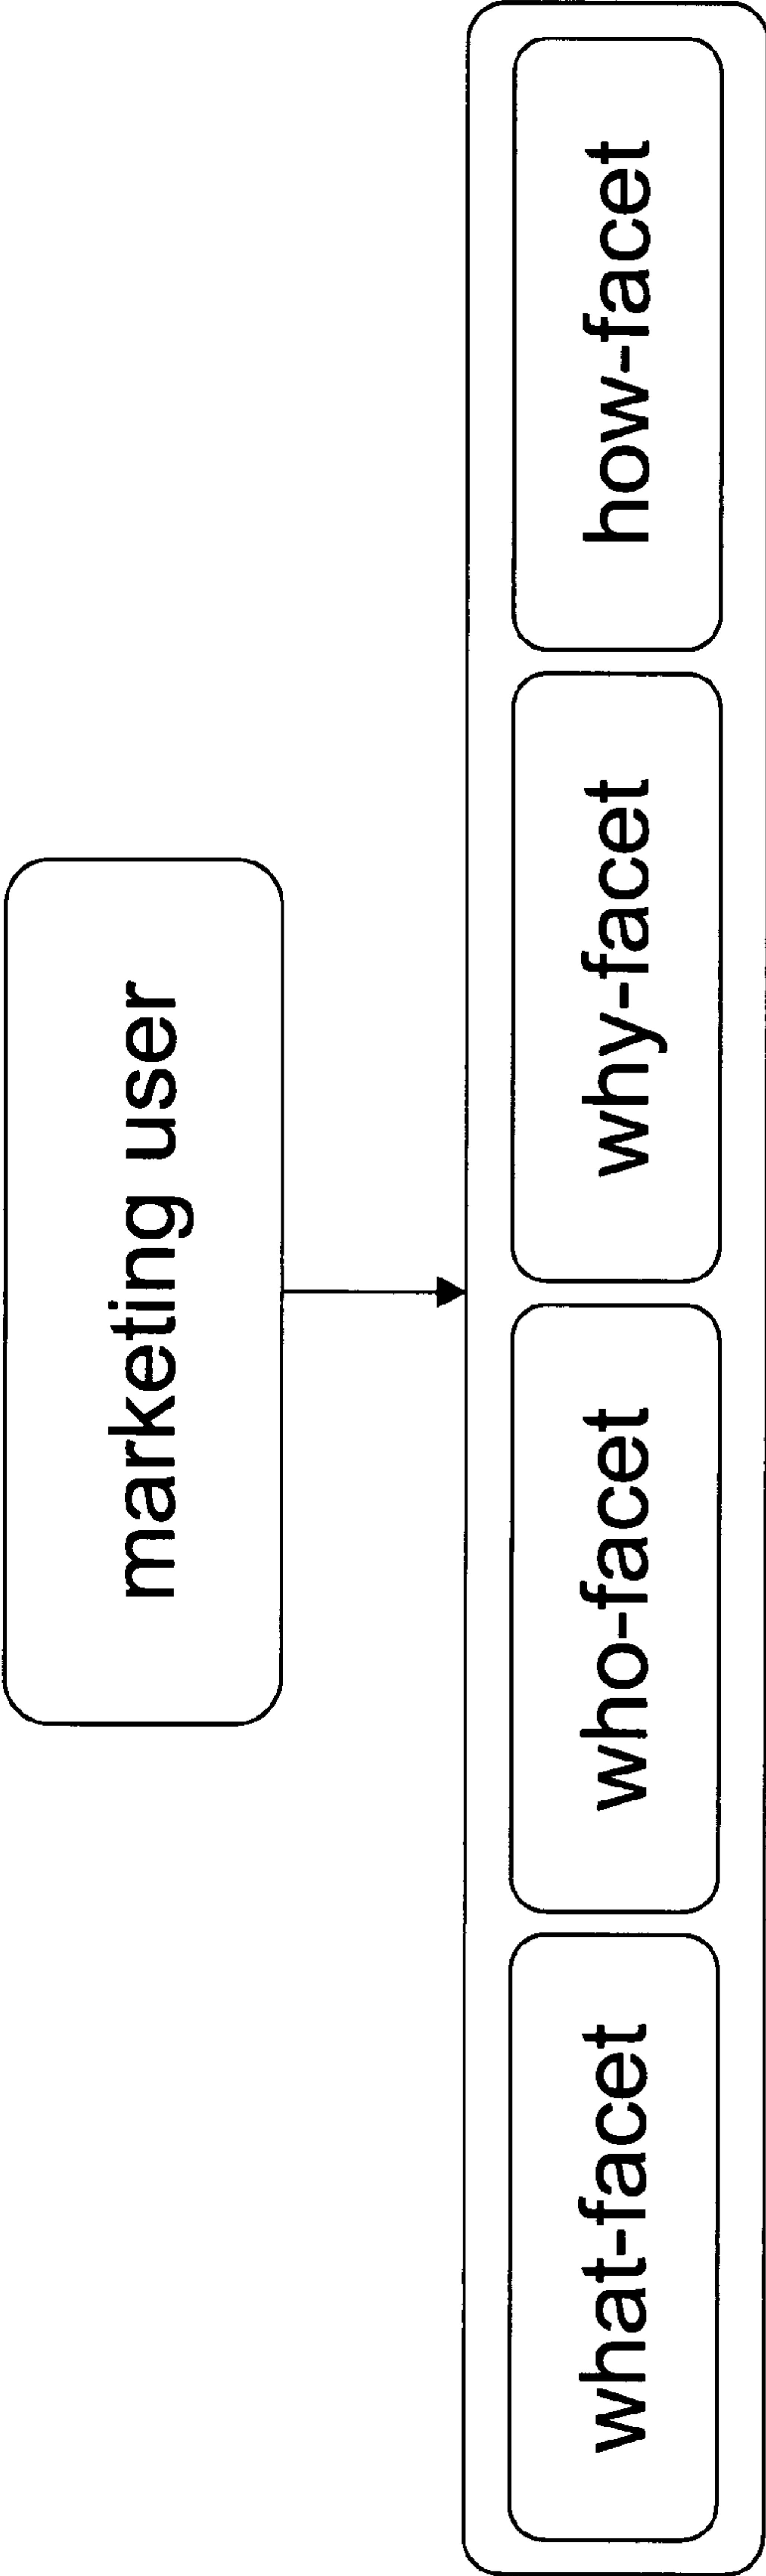 marketing user
what-facet
who-facet
why-facet
how-facet